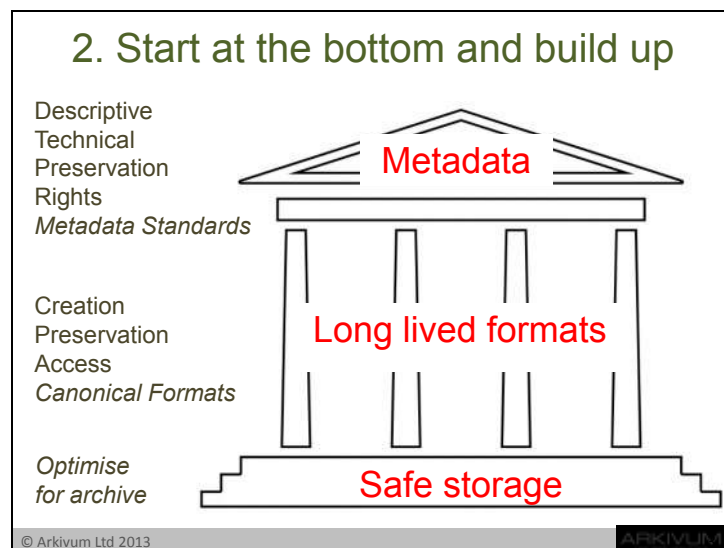 2. Start at the bottom and build up
Descriptive
Technical
Preservation
Rights
Metadata Standards
Metadata
Creation
Preservation
Access
Canonical Formats
Long lived formats
Optimise
for archive
Safe storage
© Arkivum Ltd 2013
ARKIVUM